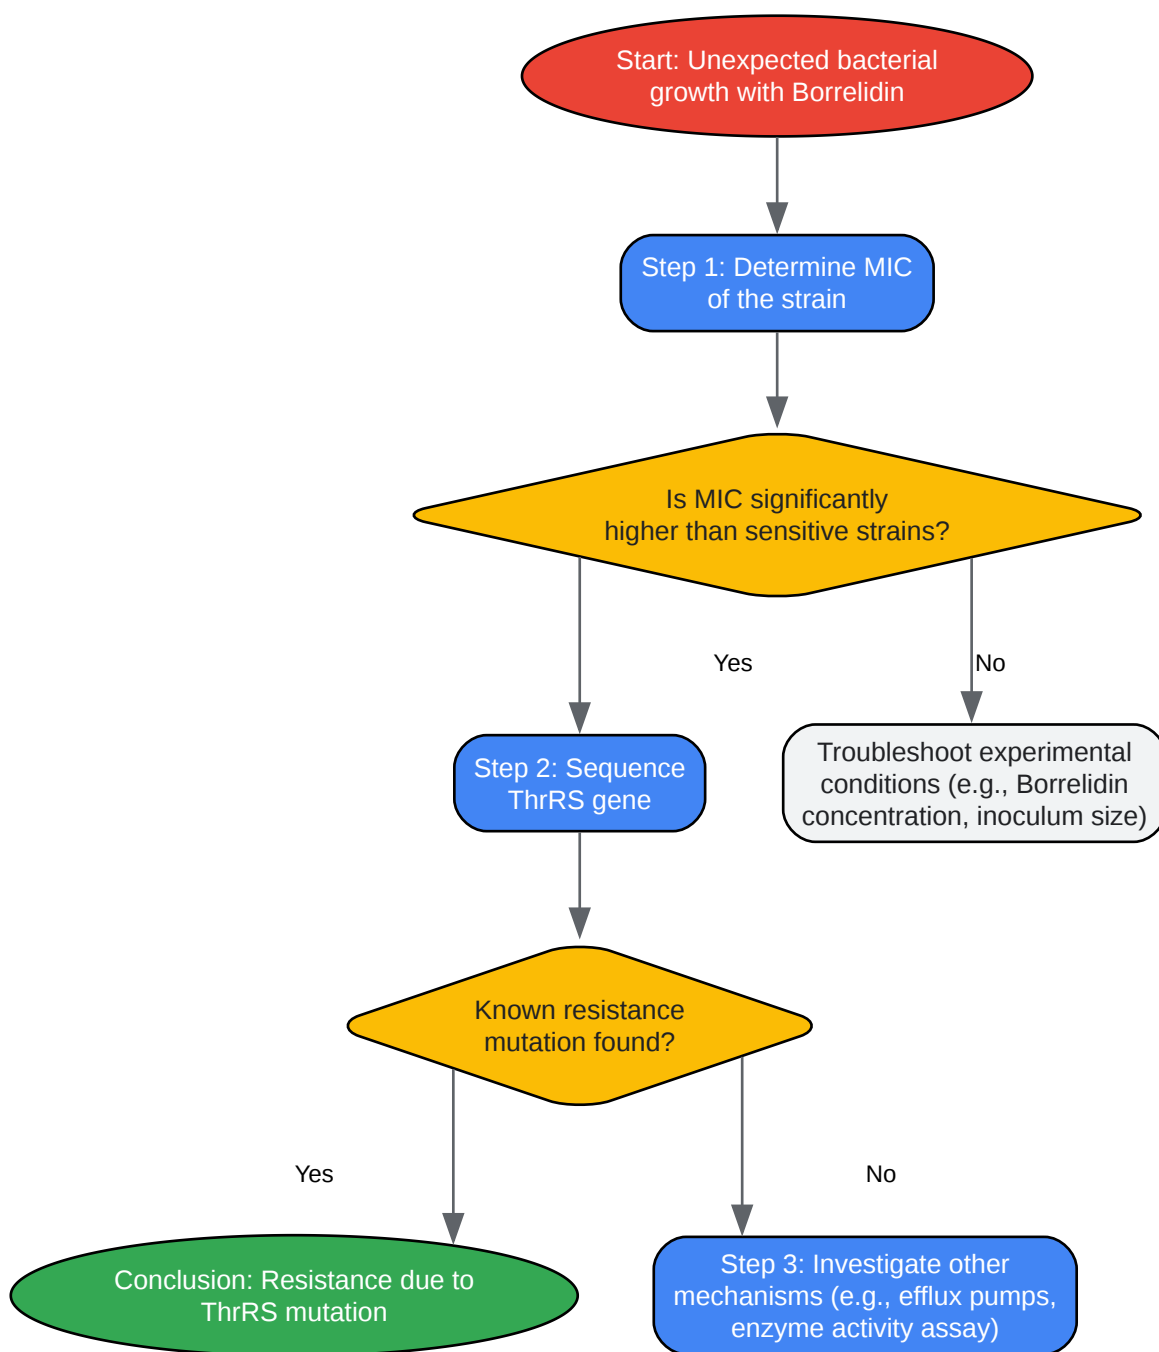 Start: Unexpected bacterial
growth with Borrelidin
Step 1: Determine MIC
of the strain
Is MIC significantly
higher than sensitive strains?
Yes
No
Step 2: Sequence
ThrRS gene
Troubleshoot experimental
conditions (e.g., Borrelidin
concentration, inoculum size)
Known resistance
mutation found?
Yes
No
Conclusion: Resistance due to
ThrRS mutation
Step 3: Investigate other
mechanisms (e.g., efflux pumps,
enzyme activity assay)